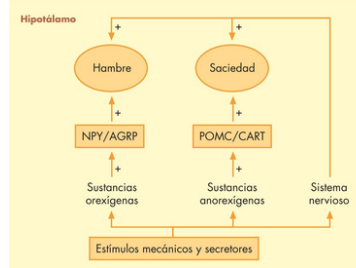 Hipotálamo
+
+
Hambre
Saciedad
+
+
NPY/AGRP
POMC/CART
+
+
Sustancias
orexígenas
Sustancias
anorexígenas
Sistema
nervioso
Estímulos mecánicos y secretores